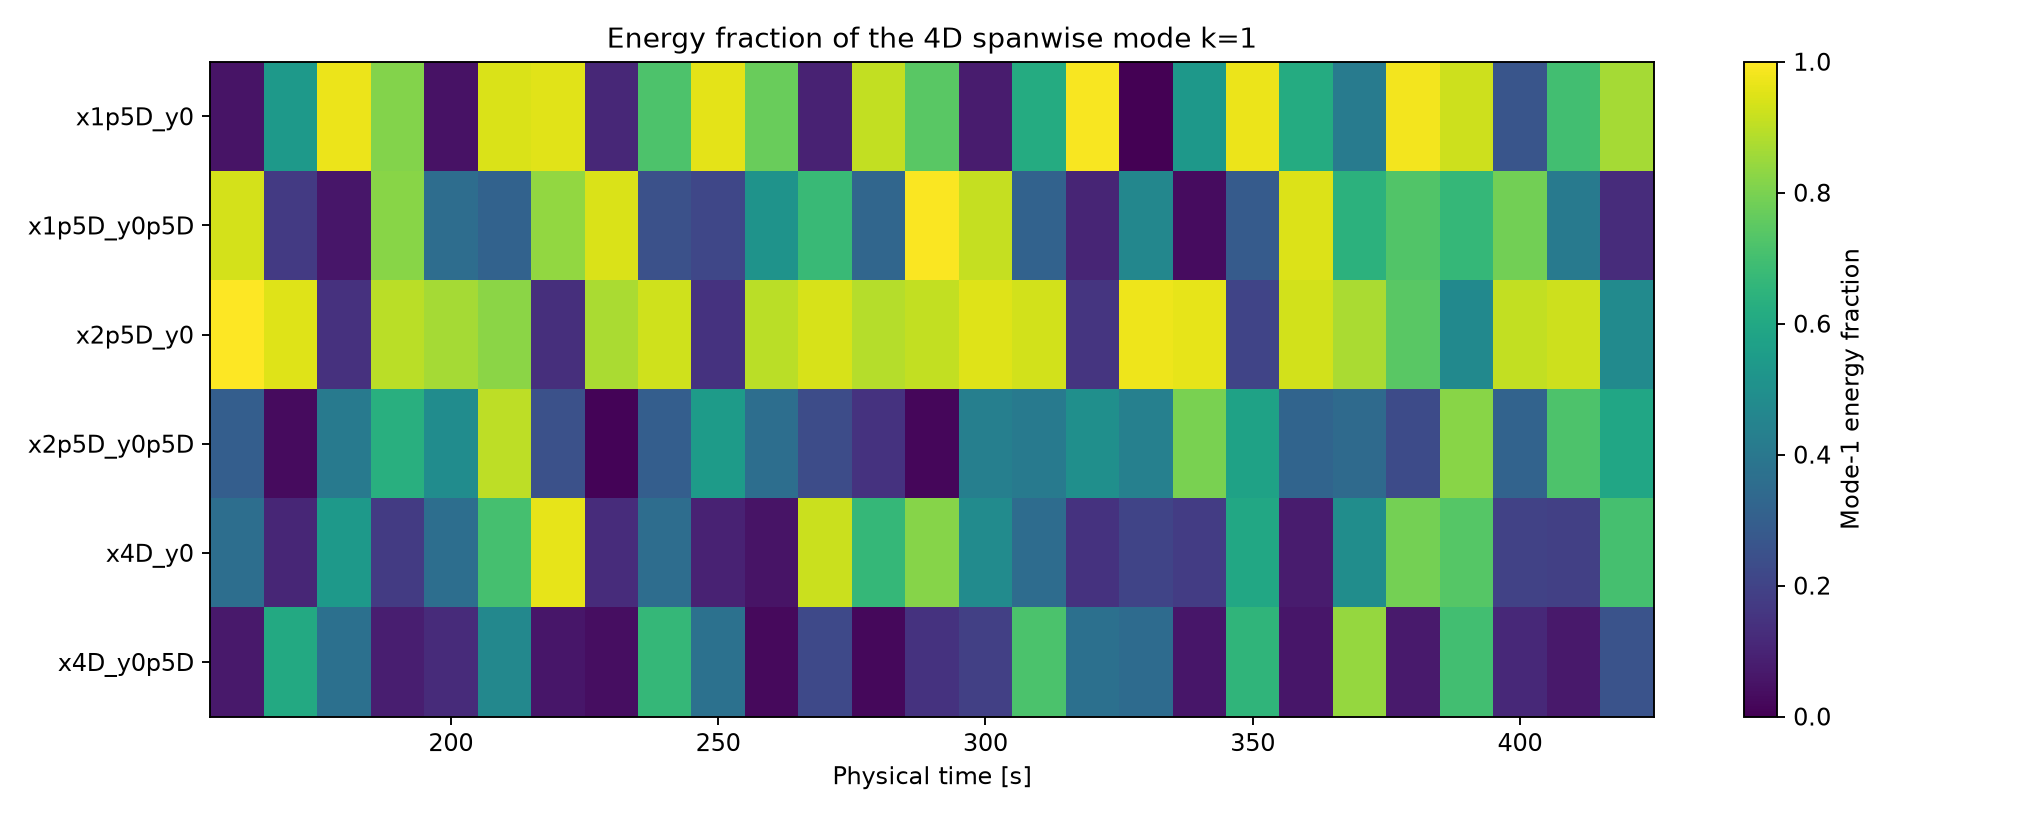 Energy fraction of the 4D spanwise mode k=1
x1p5D_y0
x1p5D_y0p5D
x2p5D_y0
x2p5D_y0p5D
x4D_y0
x4D_y0p5D
200 250 300 350 400
Physical time [s]
1.0
0.8
0.6
0.4
0.2
0.0
Mode-1 energy fraction